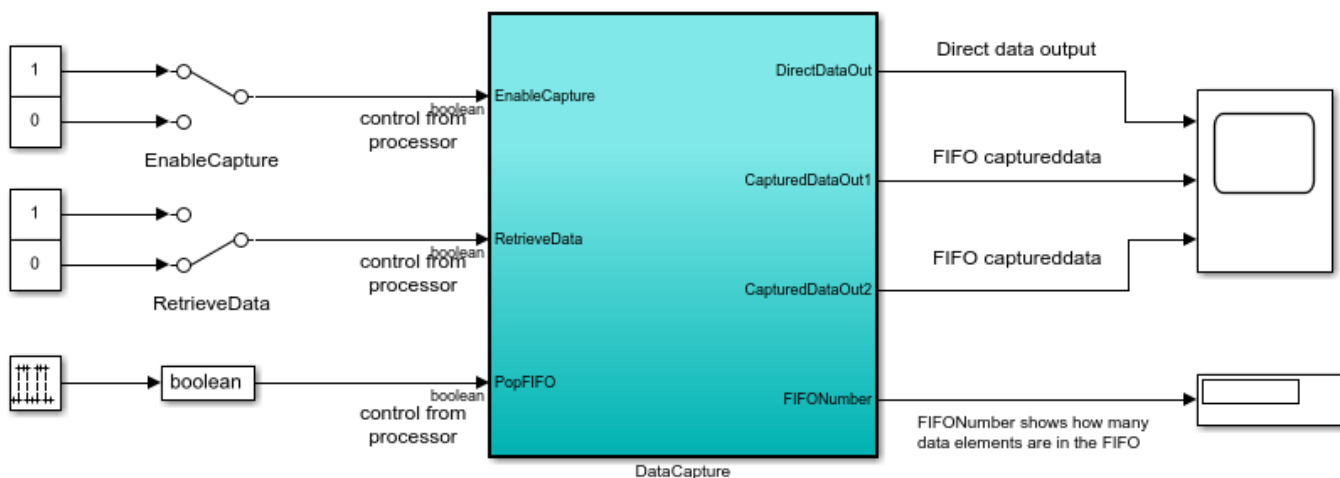 1
0
EnableCapture
control from
processor
boolean
EnableCapture
1
0
RetrieveData
control from
processor
boolean
RetrieveData
boolean
control from
processor
boolean
PopFIFO
DirectDataOut
CapturedDataOut1
CapturedDataOut2
FIFONumber
DataCapture
Direct data output
FIFO captureddata
FIFO captureddata
FIFONumber shows how many
data elements are in the FIFO